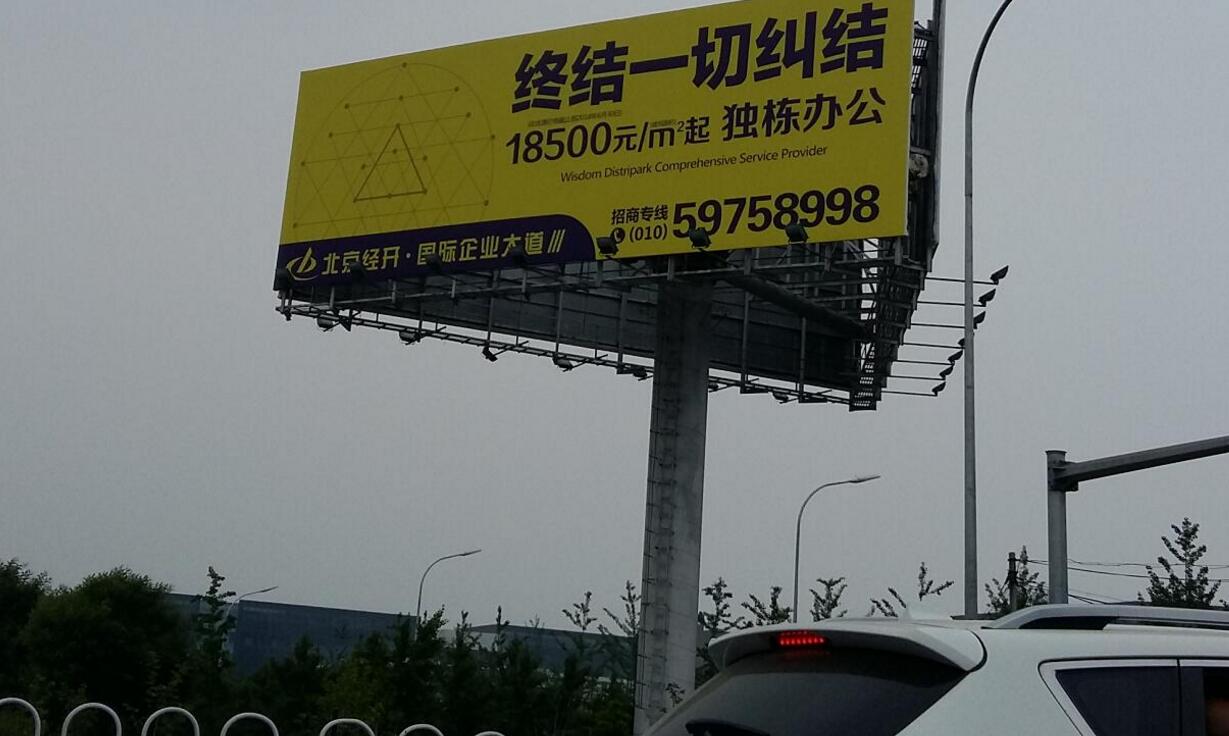 终结一切纠结
18500元/m²起 独栋办公
Wisdom Distripark Comprehensive Service Provider
招商专线
(010) 59758998
北京经开·国际企业大道